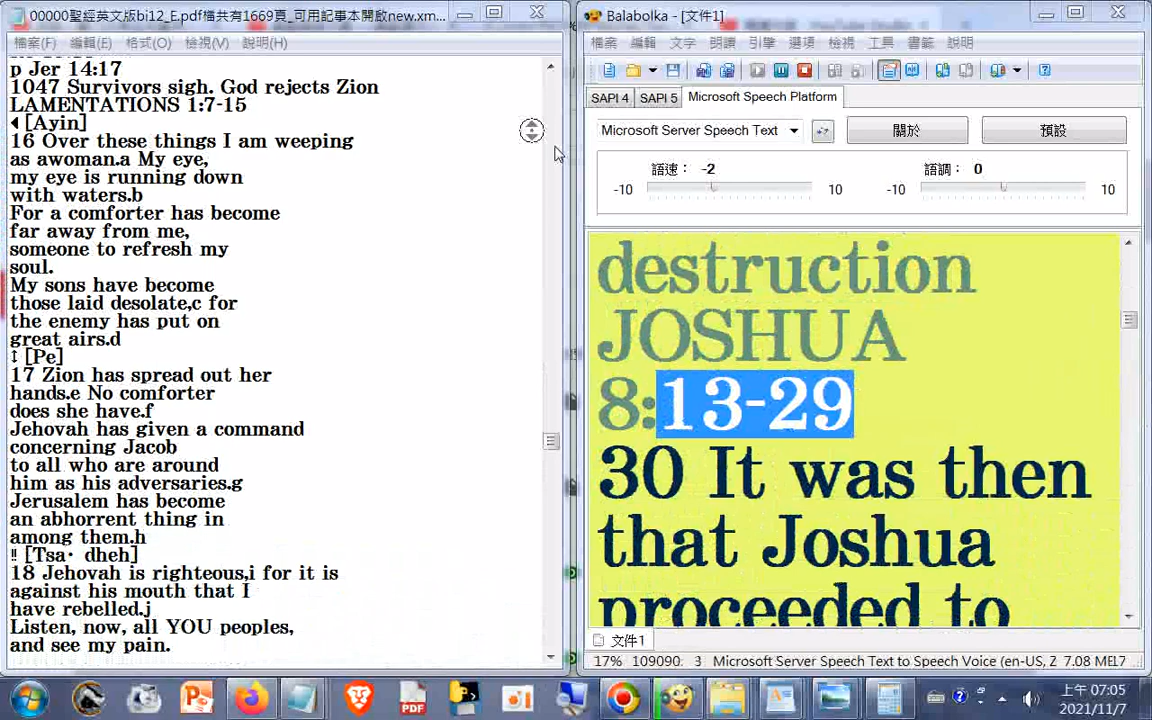 00000聖經英文版bi12_E.pdf檔共有1669頁_可用記事本開啟new.xm...
檔案(F) 編輯(E) 格式(O) 檢視(V) 說明(H)
p Jer 14:17
1047 Survivors sigh. God rejects Zion
LAMENTATIONS 1:7-15
[Ayin]
16 Over these things I am weeping
as awoman.a My eye,
my eye is running down
with waters.b
For a comforter has become
far away from me,
someone to refresh my
soul.
My sons have become
those laid desolate,c for
the enemy has put on
great airs.d
↕ [Pe]
17 Zion has spread out her
hands.e No comforter
does she have.f
Jehovah has given a command
concerning Jacob
to all who are around
him as his adversaries.g
Jerusalem has become
an abhorrent thing in
among them.h
‼ [Tsa· dheh]
18 Jehovah is righteous,i for it is
against his mouth that I
have rebelled.j
Listen, now, all YOU peoples,
and see my pain.
Balabolka - [文件1]
檔案 編輯 文字 朗讀 引擎 選項 檢視 工具 書籤 說明
SAPI 4 SAPI 5 Microsoft Speech Platform
Microsoft Server Speech Text 關於 預設
語速: -2 語調: 0
-10 10 -10 10
destruction
JOSHUA
8:13-29
30 It was then
that Joshua
proceeded to
文件1
17% 109090: 3 Microsoft Server Speech Text to Speech Voice (en-US, Z 7.08 MB
上午 07:05
2021/11/7